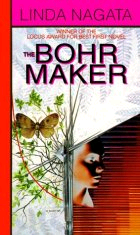 LINDA NAGATA
WINNER OF THE
LOCUS AWARD FOR BEST FIRST NOVEL
THE
BOHR
MAKER